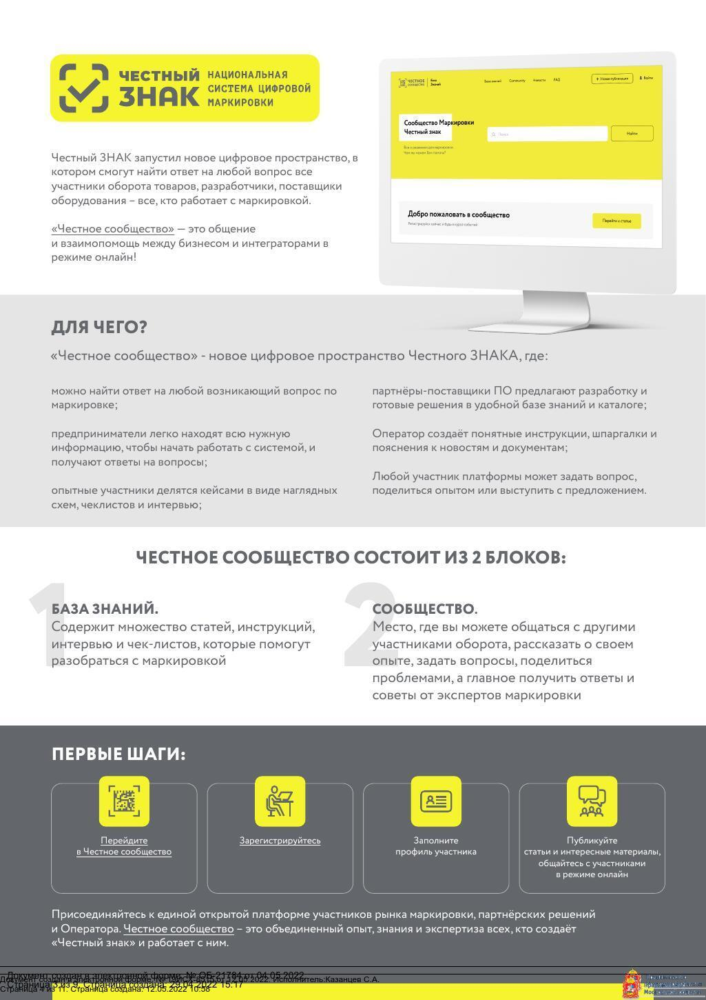 ЧЕСТНЫЙ
ЗНАК
НАЦИОНАЛЬНАЯ
СИСТЕМА ЦИФРОВОЙ
МАРКИРОВКИ
ЧЕСТНОЕ
СООБЩЕСТВО
База
Знаний
База знаний Community Новости FAQ
+ Новая публикация
Войти
Сообщество Маркировки
Честный знак
Поиск
Найти
Все о решениях для маркировки.
Чем мы можем Вам помочь?
Добро пожаловать в сообщество
Регистрируйся сейчас и будь в курсе событий
Перейти к статье
Честный ЗНАК запустил новое цифровое пространство, в
котором смогут найти ответ на любой вопрос все
участники оборота товаров, разработчики, поставщики
оборудования – все, кто работает с маркировкой.
«Честное сообщество» — это общение
и взаимопомощь между бизнесом и интеграторами в
режиме онлайн!
ДЛЯ ЧЕГО?
«Честное сообщество» - новое цифровое пространство Честного ЗНАКА, где:
можно найти ответ на любой возникающий вопрос по
маркировке;
предприниматели легко находят всю нужную
информацию, чтобы начать работать с системой, и
получают ответы на вопросы;
опытные участники делятся кейсами в виде наглядных
схем, чеклистов и интервью;
партнёры-поставщики ПО предлагают разработку и
готовые решения в удобной базе знаний и каталоге;
Оператор создаёт понятные инструкции, шпаргалки и
пояснения к новостям и документам;
Любой участник платформы может задать вопрос,
поделиться опытом или выступить с предложением.
ЧЕСТНОЕ СООБЩЕСТВО СОСТОИТ ИЗ 2 БЛОКОВ:
1
БАЗА ЗНАНИЙ.
Содержит множество статей, инструкций,
интервью и чек-листов, которые помогут
разобраться с маркировкой
2
СООБЩЕСТВО.
Место, где вы можете общаться с другими
участниками оборота, рассказать о своем
опыте, задать вопросы, поделиться
проблемами, а главное получить ответы и
советы от экспертов маркировки
ПЕРВЫЕ ШАГИ:
Перейдите
в Честное сообщество
Зарегистрируйтесь
Заполните
профиль участника
Публикуйте
статьи и интересные материалы,
общайтесь с участниками
в режиме онлайн
Присоединяйтесь к единой открытой платформе участников рынка маркировки, партнёрских решений
и Оператора. Честное сообщество – это объединенный опыт, знания и экспертиза всех, кто создаёт
«Честный знак» и работает с ним.
Документ создан в электронной форме. № ОБ-21784 от 04.05.2022
Документ создан в электронной форме. от 12.05.2022. Исполнитель:Казанцев С.А.
Страница 3 из 9. Страница создана: 29.04.2022 15:17
Страница 4 из 11. Страница создана: 12.05.2022 10:58